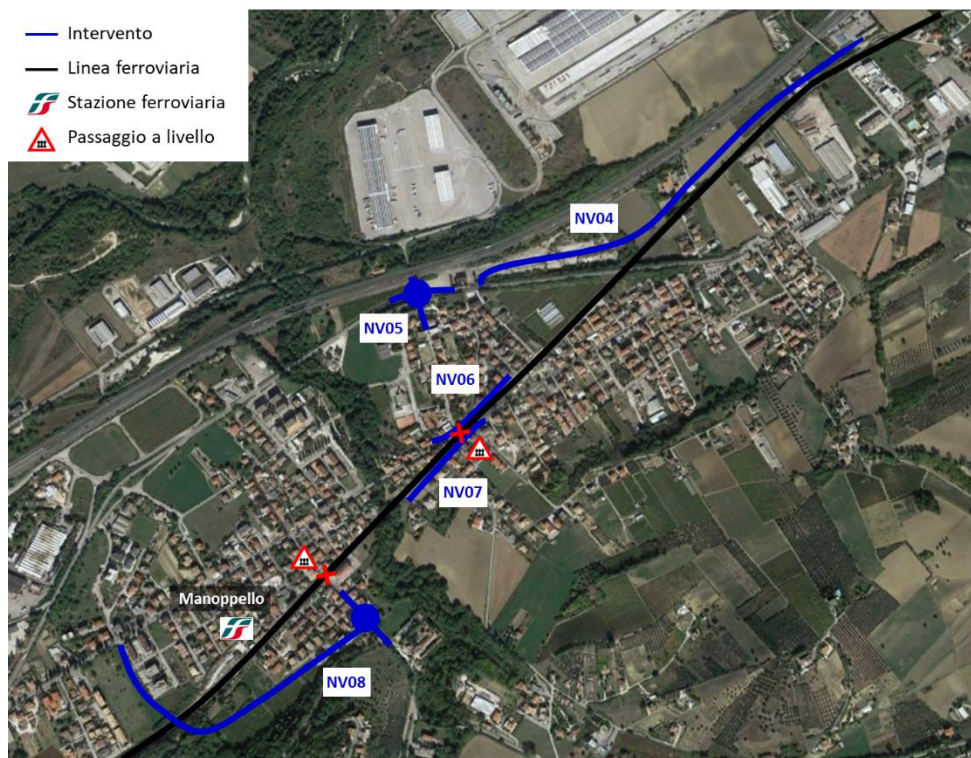 Intervento
Linea ferroviaria
Stazione ferroviaria
Passaggio a livello
NV04
NV05
NV06
NV07
Manoppello
NV08